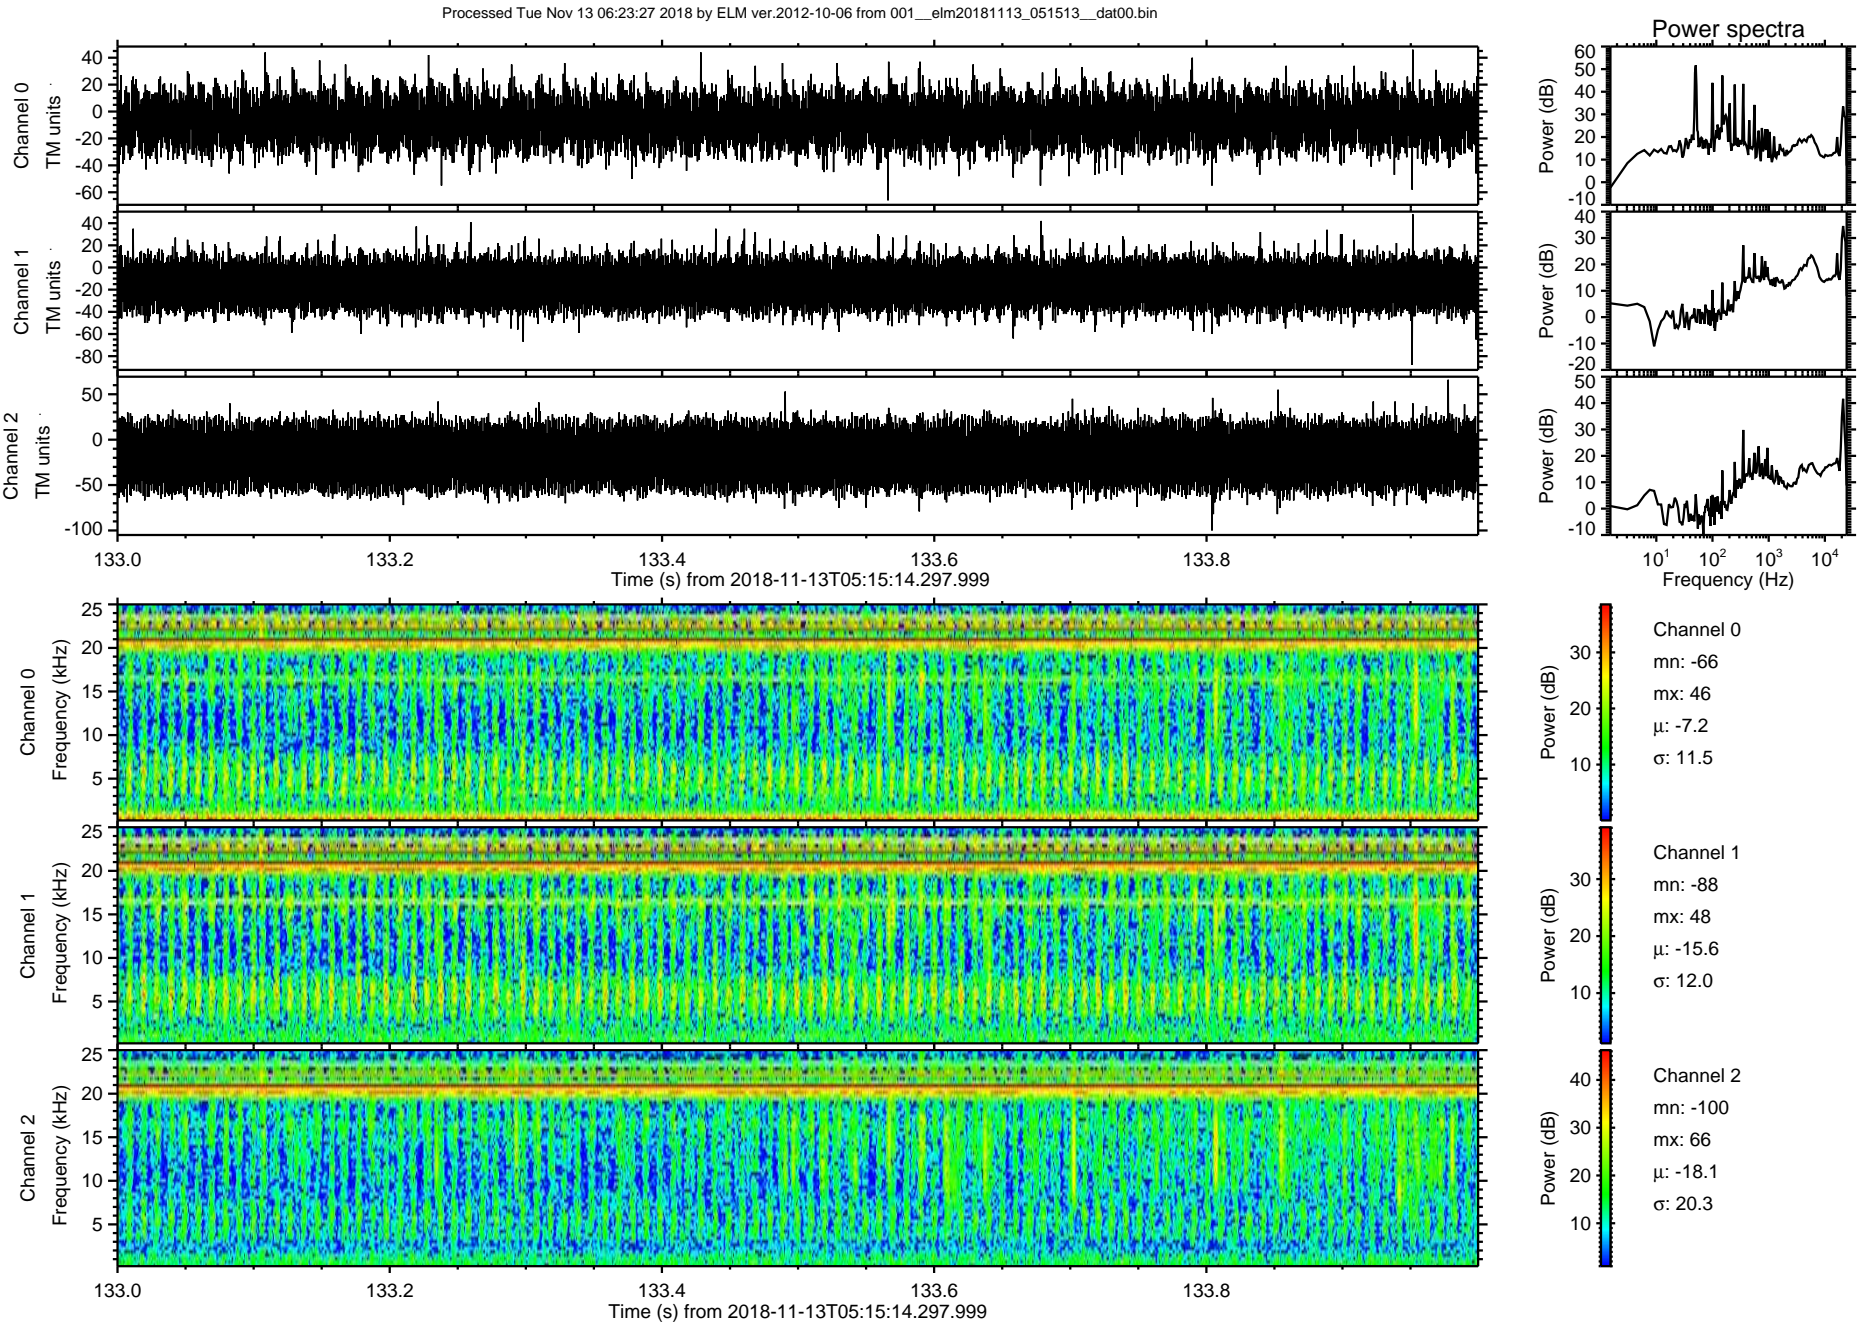 Processed Tue Nov 13 06:23:27 2018 by ELM ver.2012-10-06 from 001__elm20181113_051513__dat00.bin
Power spectra
Channel 0
TM units
40
20
0
-20
-40
-60
Power (dB)
60
50
40
30
20
10
0
-10
Channel 1
TM units
40
20
0
-20
-40
-60
-80
Power (dB)
40
30
20
10
0
-10
-20
Channel 2
TM units
50
0
-50
-100
Power (dB)
50
40
30
20
10
0
-10
133.0 133.2 133.4 133.6 133.8
Time (s) from 2018-11-13T05:15:14.297.999
10¹ 10² 10³ 10⁴
Frequency (Hz)
Channel 0
Frequency (kHz)
25
20
15
10
5
Power (dB)
30
20
10
Channel 0
mn: -66
mx: 46
μ: -7.2
σ: 11.5
Channel 1
Frequency (kHz)
25
20
15
10
5
Power (dB)
30
20
10
Channel 1
mn: -88
mx: 48
μ: -15.6
σ: 12.0
Channel 2
Frequency (kHz)
25
20
15
10
5
Power (dB)
40
30
20
10
Channel 2
mn: -100
mx: 66
μ: -18.1
σ: 20.3
133.0 133.2 133.4 133.6 133.8
Time (s) from 2018-11-13T05:15:14.297.999